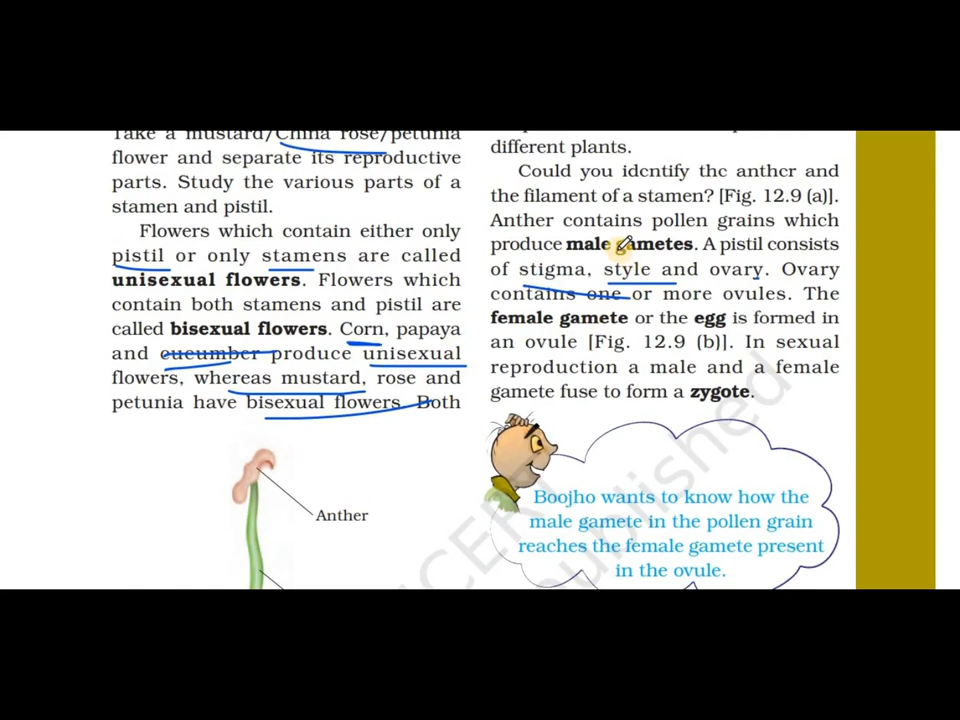 Take a mustard/China rose/petunia
flower and separate its reproductive
parts. Study the various parts of a
stamen and pistil.
Flowers which contain either only
pistil or only stamens are called
unisexual flowers. Flowers which
contain both stamens and pistil are
called bisexual flowers. Corn, papaya
and cucumber produce unisexual
flowers, whereas mustard, rose and
petunia have bisexual flowers. Both
Anther
different plants.
Could you identify the anther and
the filament of a stamen? [Fig. 12.9 (a)].
Anther contains pollen grains which
produce male gametes. A pistil consists
of stigma, style and ovary. Ovary
contains one or more ovules. The
female gamete or the egg is formed in
an ovule [Fig. 12.9 (b)]. In sexual
reproduction a male and a female
gamete fuse to form a zygote.
Boojho wants to know how the
male gamete in the pollen grain
reaches the female gamete present
in the ovule.
NCERT
published